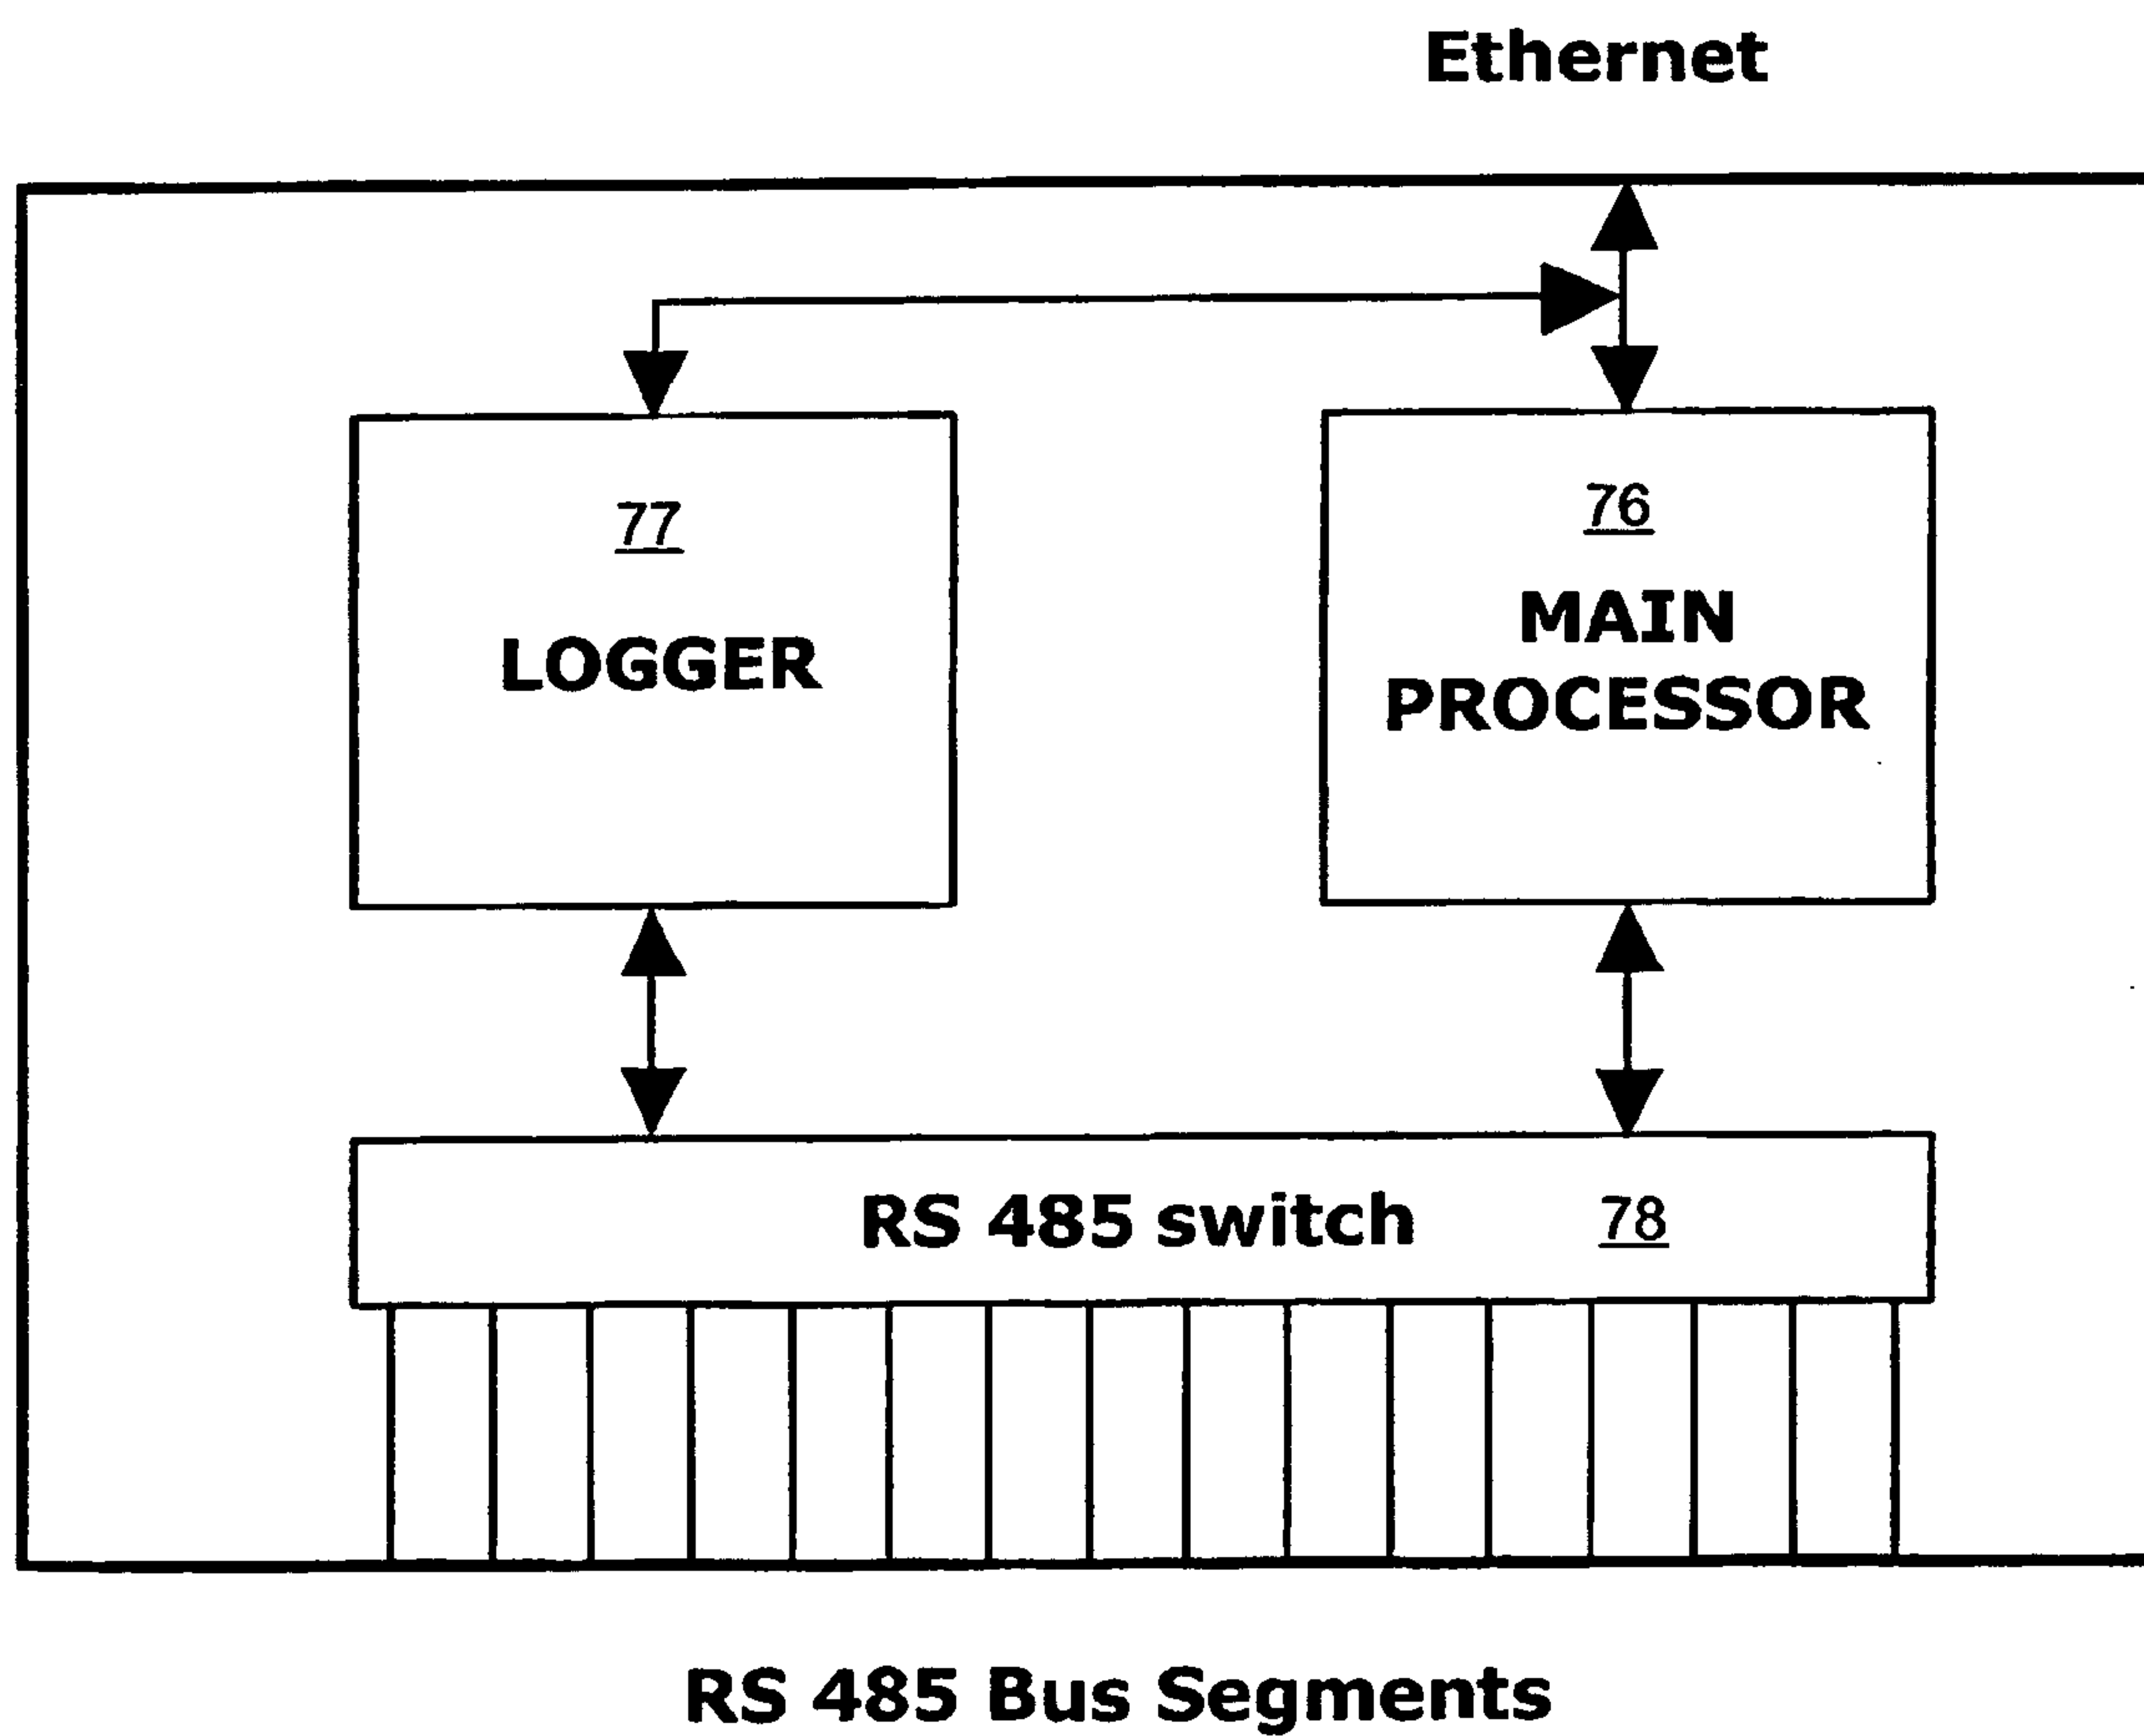 Ethernet
77
LOGGER
76
MAIN
PROCESSOR
RS 485 switch 78
RS 485 Bus Segments